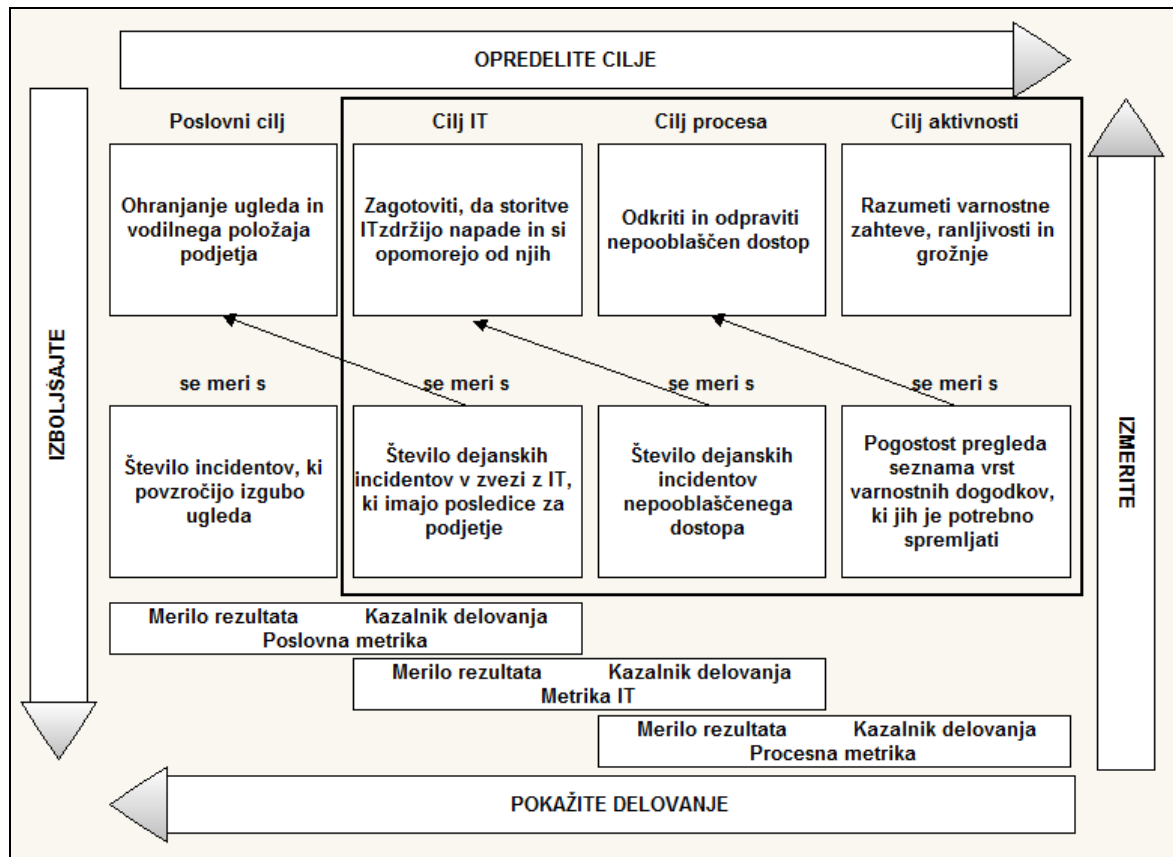 OPREDELITE CILJE
Poslovni cilj
Cilj IT
Cilj procesa
Cilj aktivnosti
Ohranjanje ugleda in
vodilnega položaja
podjetja
Zagotoviti, da storitve
ITzdržijo napade in si
opomorejo od njih
Odkriti in odpraviti
nepooblaščen dostop
Razumeti varnostne
zahteve, ranljivosti in
grožnje
IZBOLJŠAJTE
IZMERITE
se meri s
se meri s
se meri s
se meri s
Število incidentov, ki
povzročijo izgubo
ugleda
Število dejanskih
incidentov v zvezi z IT,
ki imajo posledice za
podjetje
Število dejanskih
incidentov
nepooblaščenega
dostopa
Pogostost pregleda
seznama vrst
varnostnih dogodkov,
ki jih je potrebno
spremljati
Merilo rezultata Kazalnik delovanja
Poslovna metrika
Merilo rezultata Kazalnik delovanja
Metrika IT
Merilo rezultata Kazalnik delovanja
Procesna metrika
POKAŽITE DELOVANJE